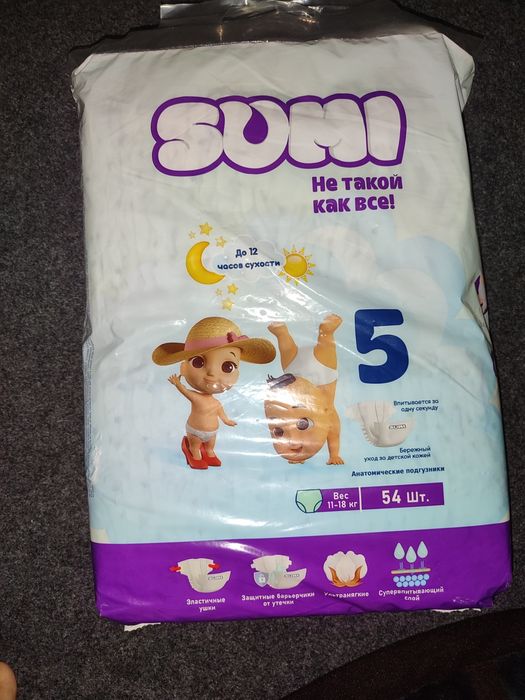 SUMI
Не такой
как все!
До 12
часов сухости
5
Впитывается за
одну секунду
SUMI
Бережный
уход за детской кожей
Анатомические подгузники
Вес
11-18 кг
54 Шт.
Эластичные
ушки
Защитные барьерчики
от утечки
Ультрамягкие
Супервпитывающий
слой